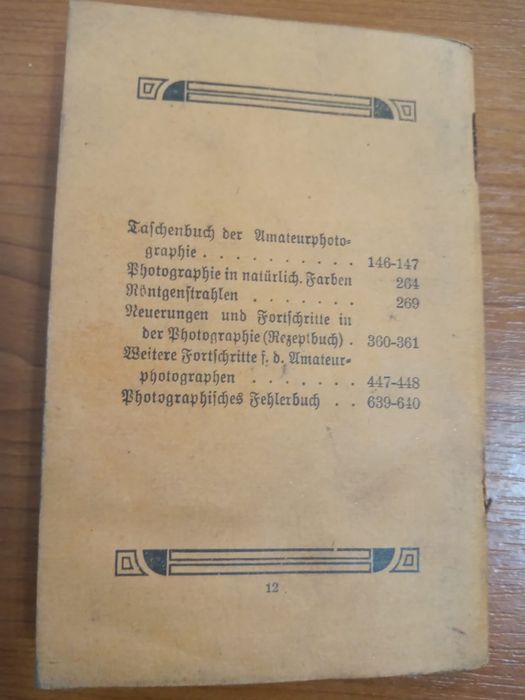 Taschenbuch der Amateurphoto-
graphie . . . . . . . . . . . 146-147
Photographie in natürlich. Farben 264
Röntgenstrahlen . . . . . . . 269
Neuerungen und Fortschritte in
der Photographie (Rezeptbuch) . 360-361
Weitere Fortschritte f. d. Amateur-
photographen . . . . . . . 447-448
Photographisches Fehlerbuch . . 639-640
12